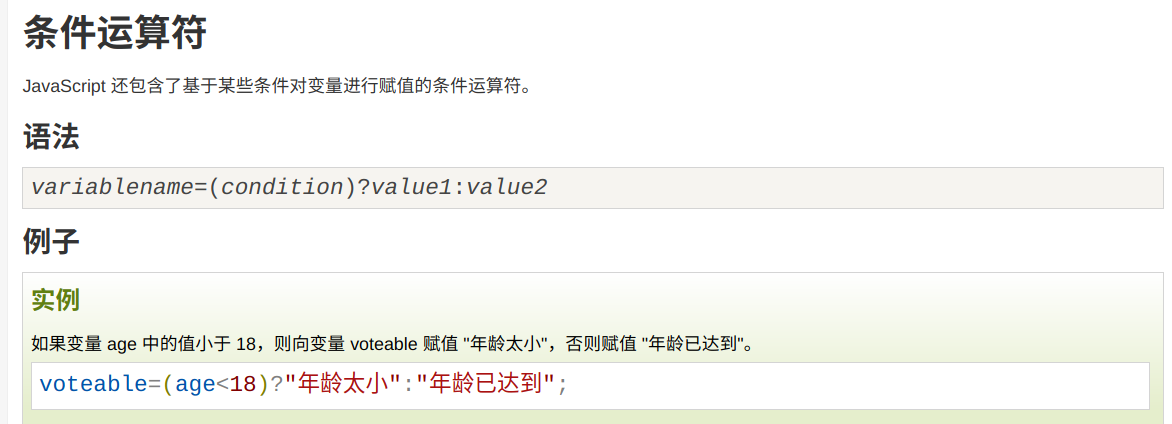 条件运算符
JavaScript 还包含了基于某些条件对变量进行赋值的条件运算符。
语法
variablename=(condition)?value1:value2
例子
实例
如果变量 age 中的值小于 18，则向变量 voteable 赋值 "年龄太小"，否则赋值 "年龄已达到"。
voteable=(age<18)?"年龄太小":"年龄已达到";